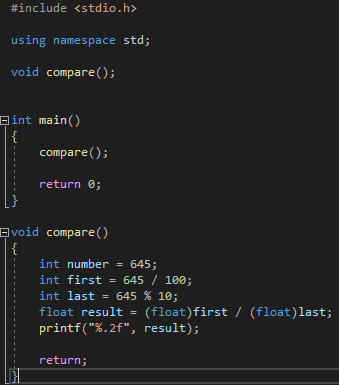 #include <stdio.h>
using namespace std;
void compare();
int main()
{
compare();
return 0;
}
void compare()
{
int number = 645;
int first = 645 / 100;
int last = 645 % 10;
float result = (float)first / (float)last;
printf("%.2f", result);
return;
}